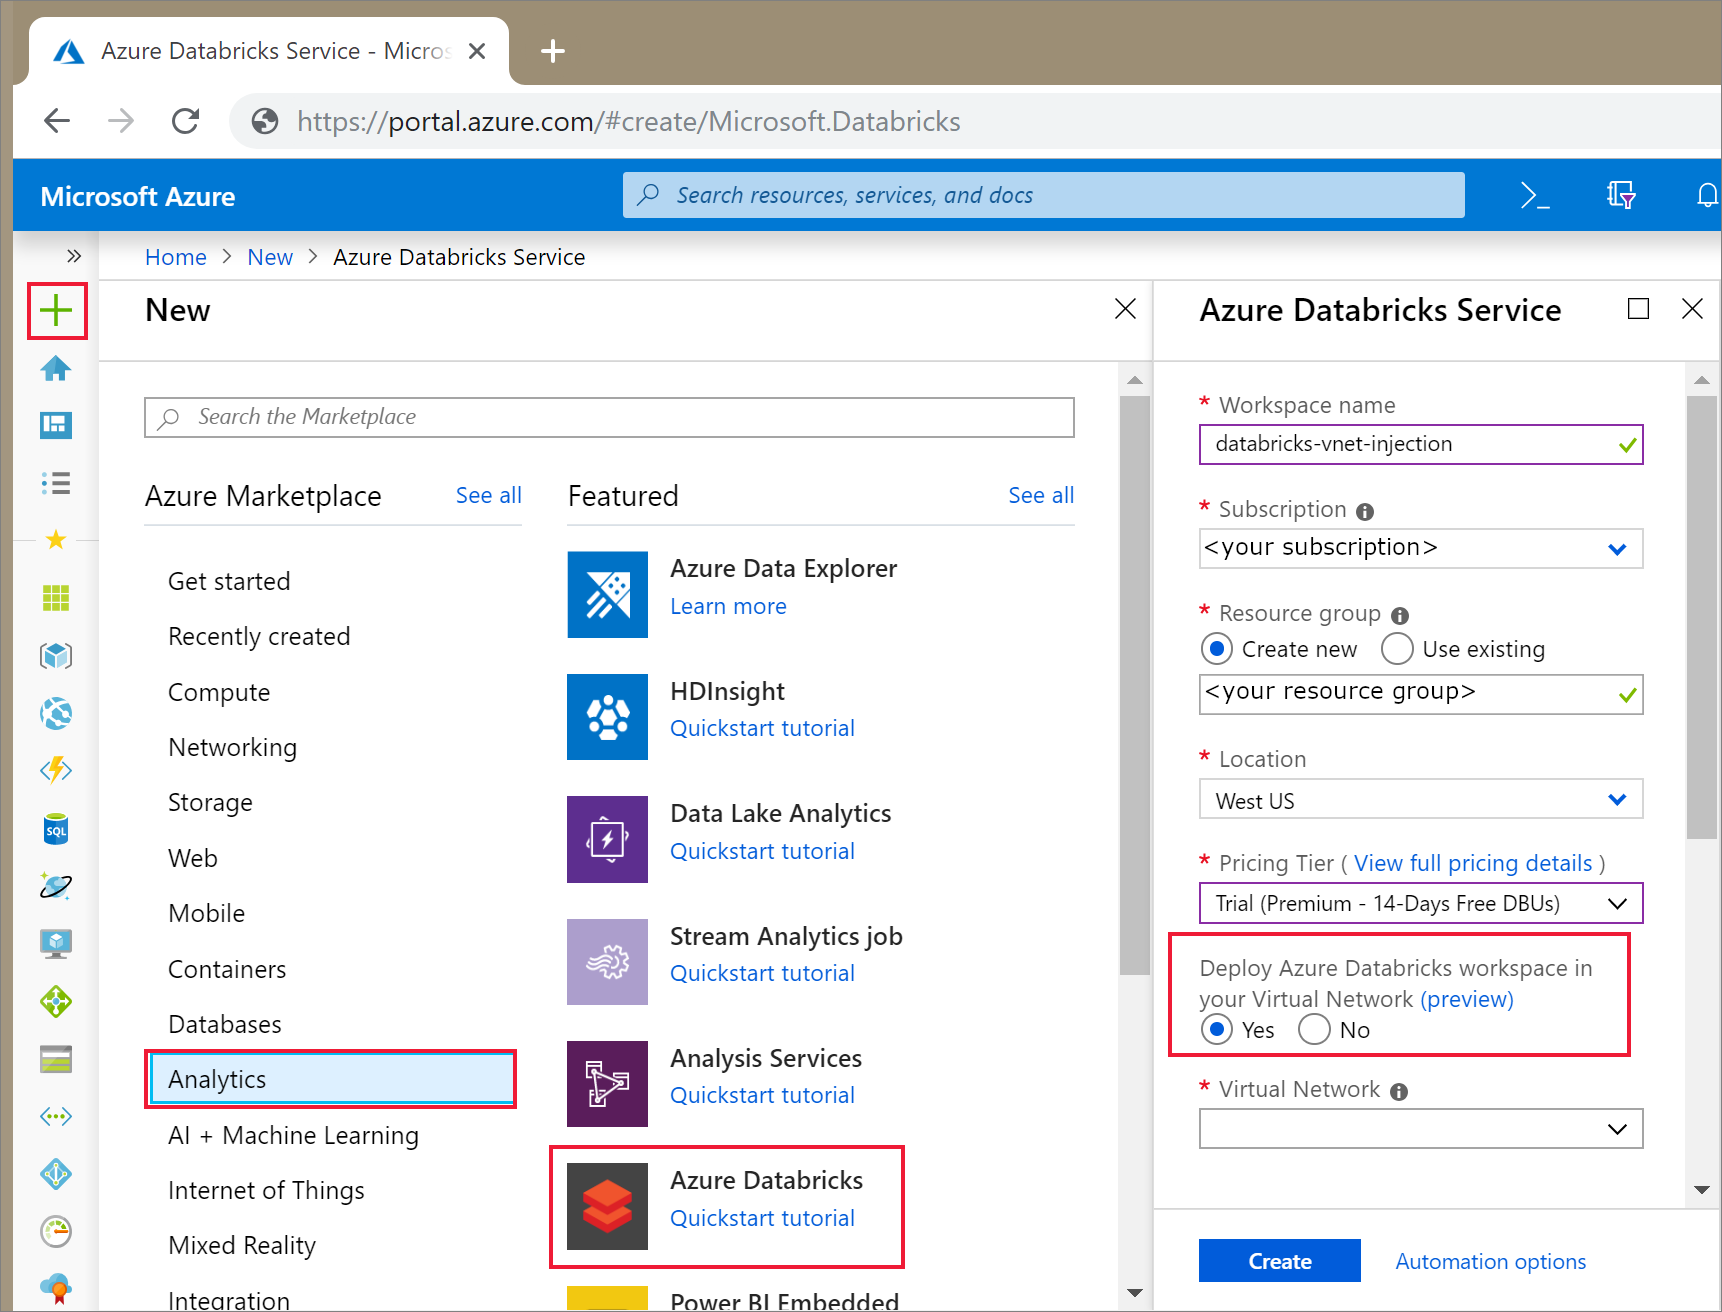 Azure Databricks Service - Micros
https://portal.azure.com/#create/Microsoft.Databricks
Microsoft Azure
Search resources, services, and docs
Home > New > Azure Databricks Service
New
Search the Marketplace
Azure Marketplace
See all
Get started
Recently created
Compute
Networking
Storage
Web
Mobile
Containers
Databases
Analytics
AI + Machine Learning
Internet of Things
Mixed Reality
Integration
Featured
See all
Azure Data Explorer
Learn more
HDInsight
Quickstart tutorial
Data Lake Analytics
Quickstart tutorial
Stream Analytics job
Quickstart tutorial
Analysis Services
Quickstart tutorial
Azure Databricks
Quickstart tutorial
Power BI Embedded
SQL
Azure Databricks Service
* Workspace name
databricks-vnet-injection
* Subscription
<your subscription>
* Resource group
Create new Use existing
<your resource group>
* Location
West US
* Pricing Tier ( View full pricing details )
Trial (Premium - 14-Days Free DBUs)
Deploy Azure Databricks workspace in
your Virtual Network (preview)
Yes No
* Virtual Network
Create
Automation options